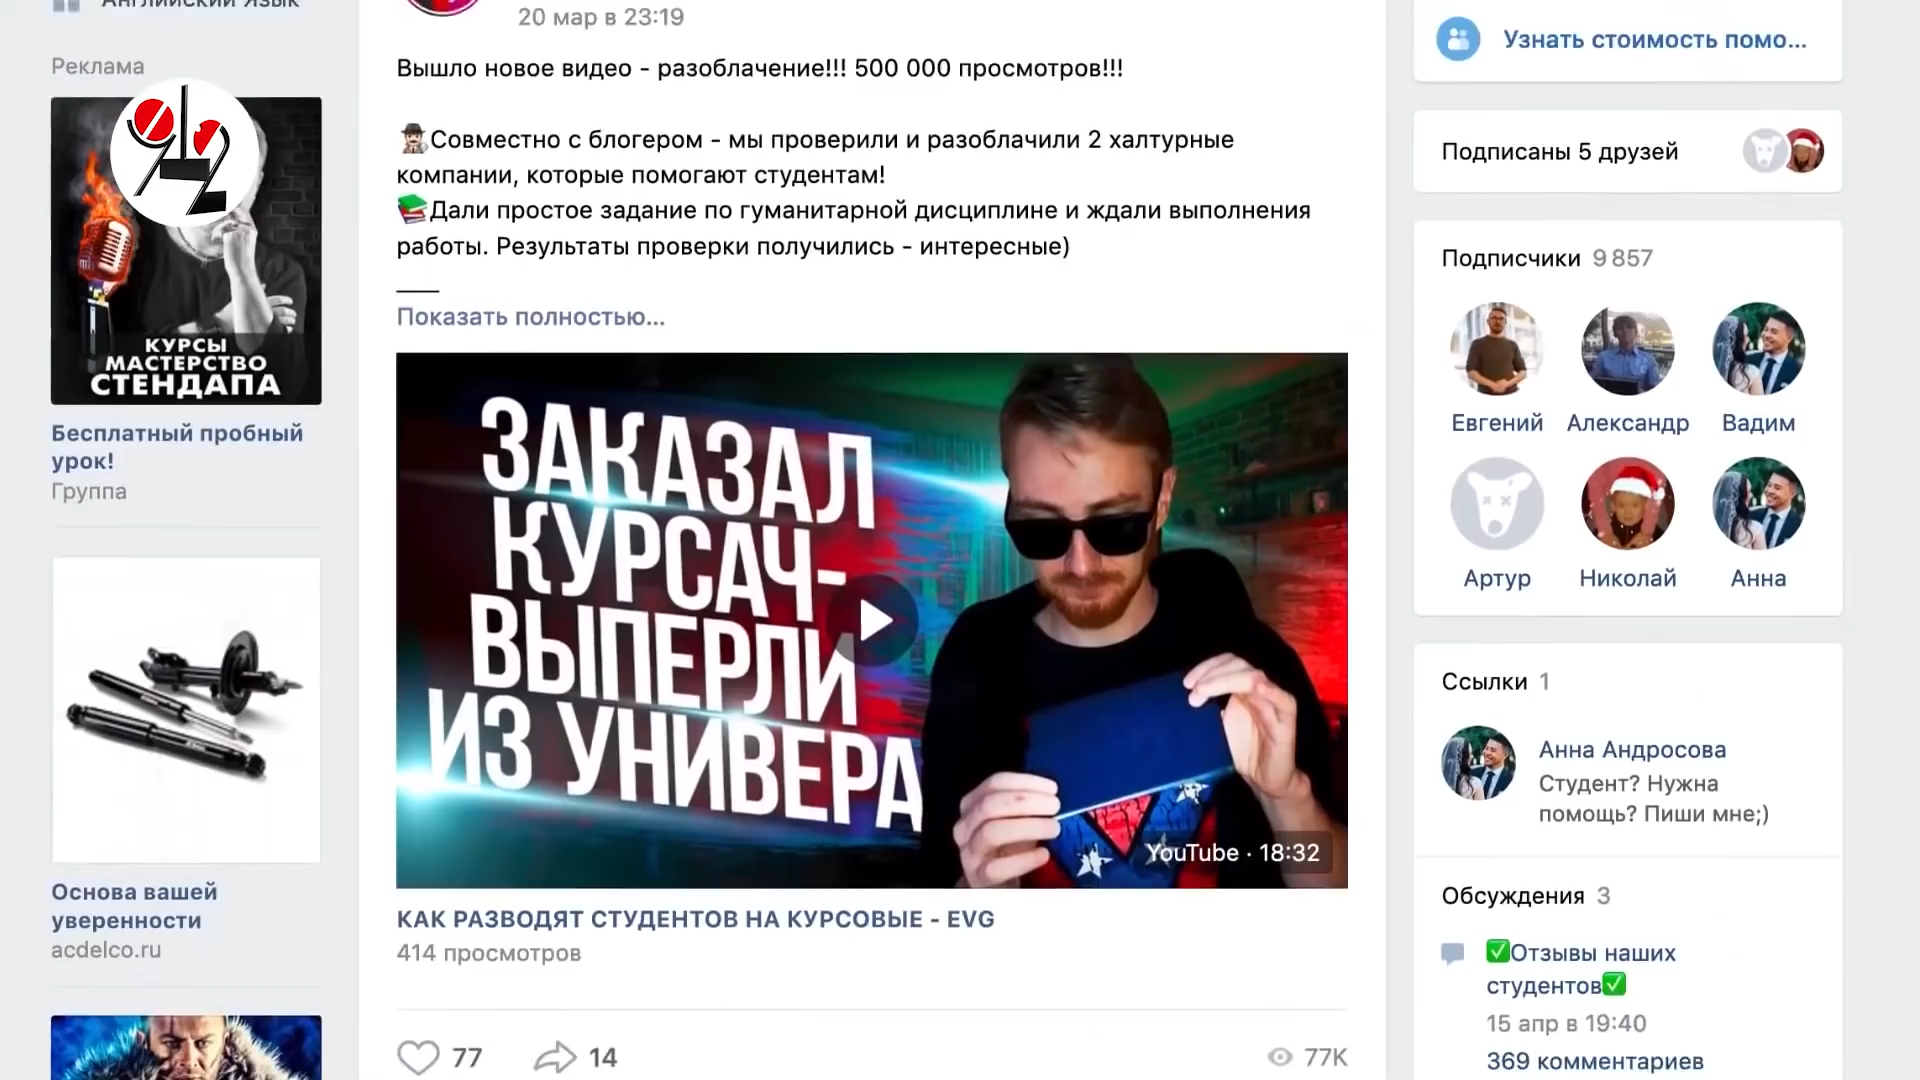 Английский язык
Реклама
КУРСЫ
МАСТЕРСТВО
СТЕНДАПА
Бесплатный пробный
урок!
Группа
Основа вашей
уверенности
acdelco.ru
20 мар в 23:19
Вышло новое видео - разоблачение!!! 500 000 просмотров!!!
🕵️Совместно с блогером - мы проверили и разоблачили 2 халтурные
компании, которые помогают студентам!
📚Дали простое задание по гуманитарной дисциплине и ждали выполнения
работы. Результаты проверки получились - интересные)
____
Показать полностью...
ЗАКАЗАЛ
КУРСАЧ-
ВЫПЕРЛИ
ИЗ УНИВЕРА
YouTube · 18:32
КАК РАЗВОДЯТ СТУДЕНТОВ НА КУРСОВЫЕ - EVG
414 просмотров
77
14
77K
Узнать стоимость помо...
Подписаны 5 друзей
Подписчики 9 857
Евгений
Александр
Вадим
Артур
Николай
Анна
Ссылки 1
Анна Андросова
Студент? Нужна
помощь? Пиши мне;)
Обсуждения 3
✅Отзывы наших
студентов✅
15 апр в 19:40
369 комментариев